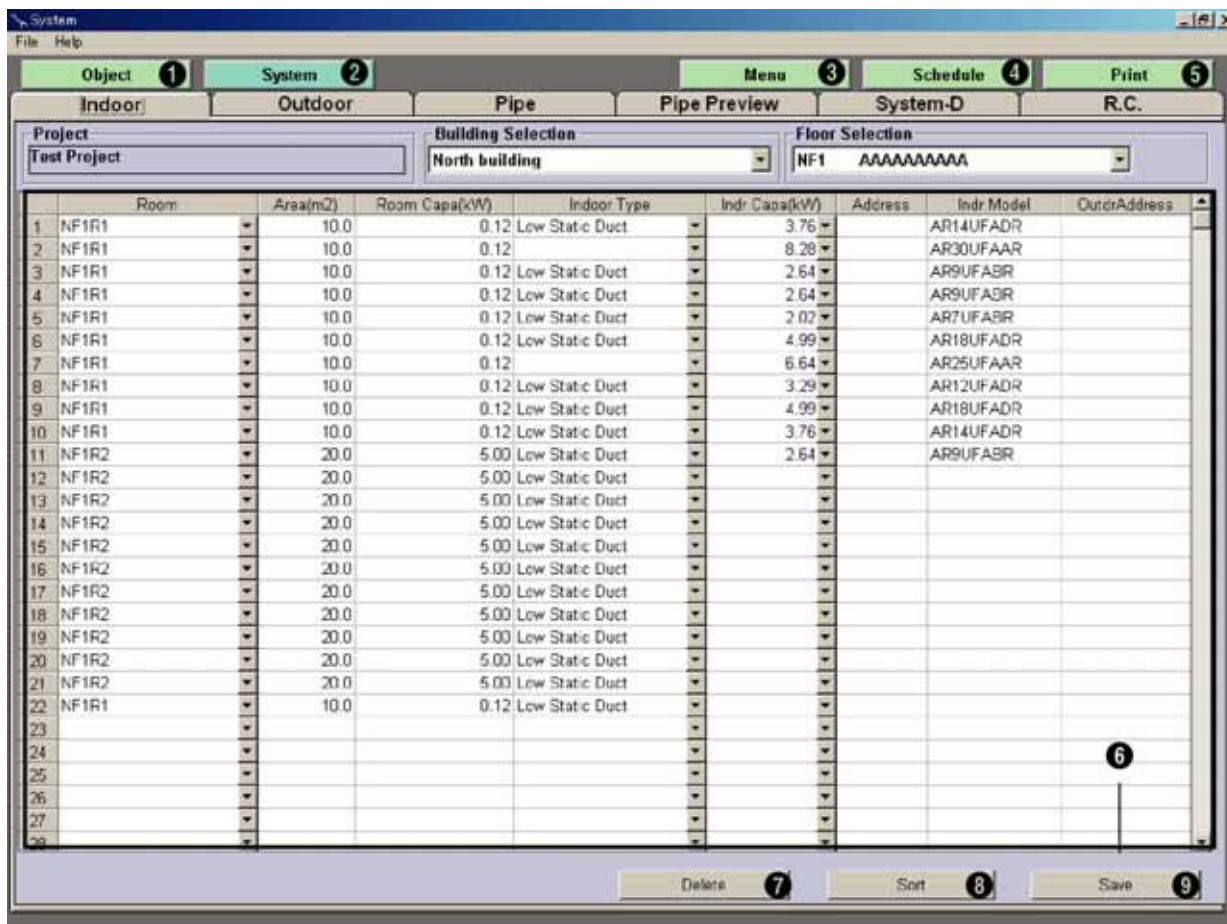 System
File Help
Object 1 System 2 Menu 3 Schedule 4 Print 5
Indoor Outdoor Pipe Pipe Preview System-D R.C.
Project Building Selection Floor Selection
Test Project North building NF1 AAAAAAAAAA
Room Area(m2) Room Capa(kW) Indoor Type Indr Capa(kW) Address Indr Model OutdrAddress
1 NF1R1 10.0 0.12 Low Static Duct 3.76 AR14UFADR
2 NF1R1 10.0 0.12 8.28 AR30UFAAR
3 NF1R1 10.0 0.12 Low Static Duct 2.64 AR9UFABR
4 NF1R1 10.0 0.12 Low Static Duct 2.64 AR9UFABR
5 NF1R1 10.0 0.12 Low Static Duct 2.02 AR7UFABR
6 NF1R1 10.0 0.12 Low Static Duct 4.99 AR18UFADR
7 NF1R1 10.0 0.12 6.64 AR25UFAAR
8 NF1R1 10.0 0.12 Low Static Duct 3.29 AR12UFADR
9 NF1R1 10.0 0.12 Low Static Duct 4.99 AR18UFADR
10 NF1R1 10.0 0.12 Low Static Duct 3.76 AR14UFADR
11 NF1R2 20.0 5.00 Low Static Duct 2.64 AR9UFABR
12 NF1R2 20.0 5.00 Low Static Duct
13 NF1R2 20.0 5.00 Low Static Duct
14 NF1R2 20.0 5.00 Low Static Duct
15 NF1R2 20.0 5.00 Low Static Duct
16 NF1R2 20.0 5.00 Low Static Duct
17 NF1R2 20.0 5.00 Low Static Duct
18 NF1R2 20.0 5.00 Low Static Duct
19 NF1R2 20.0 5.00 Low Static Duct
20 NF1R2 20.0 5.00 Low Static Duct
21 NF1R2 20.0 5.00 Low Static Duct
22 NF1R1 10.0 0.12 Low Static Duct
23
24
6
25
26
27
28
Delete 7 Sort 8 Save 9